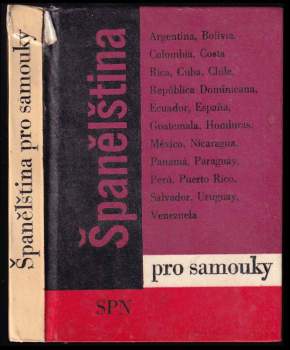 Španělština pro samouky
Španělština
Argentina, Bolivia,
Colombia, Costa
Rica, Cuba, Chile,
República Dominicana,
Ecuador, España,
Guatemala, Honduras,
México, Nicaragua,
Panamá, Paraguay,
Perú, Puerto Rico,
Salvador, Uruguay,
Venezuela
pro samouky
SPN